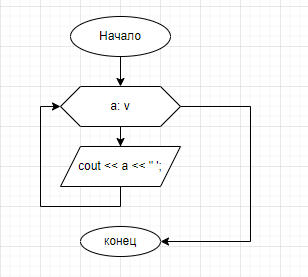 Начало
a: v
cout << a << " ';
конец